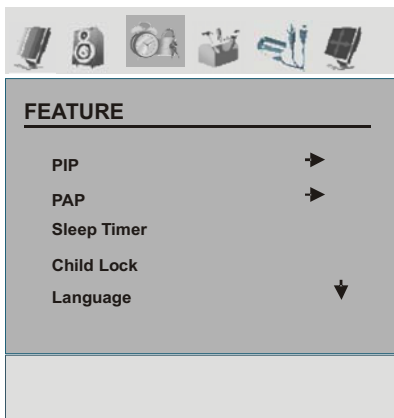 FEATURE
PIP
PAP
Sleep Timer
Child Lock
Language